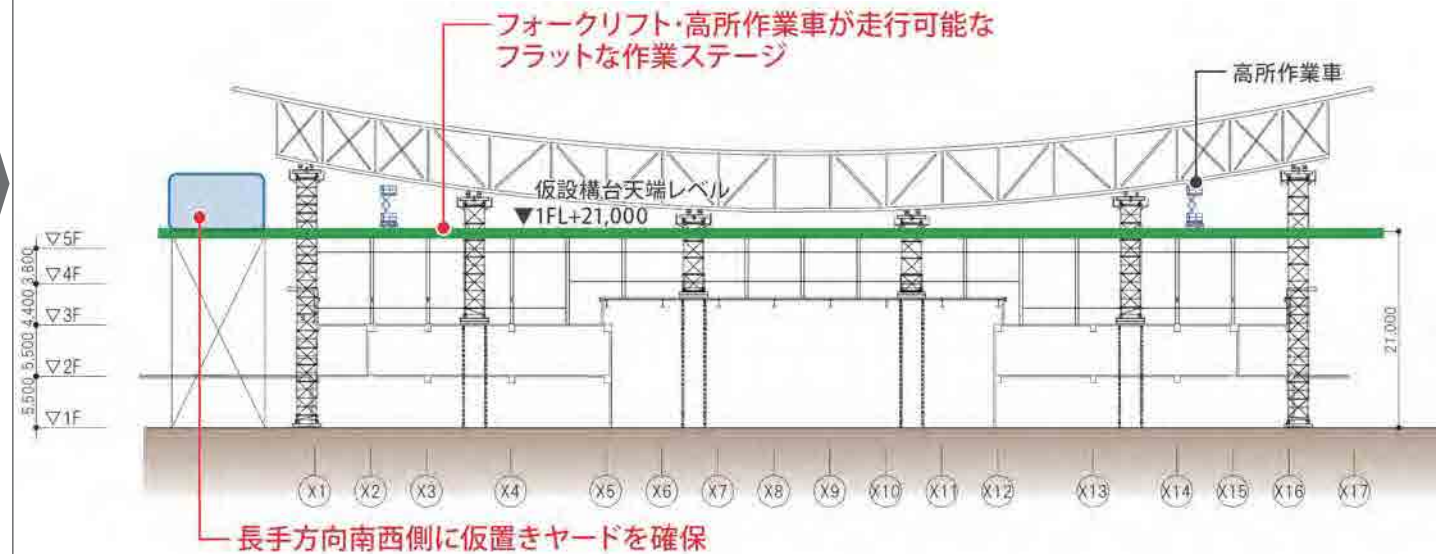 フォークリフト・高所作業車が走行可能な
フラットな作業ステージ
高所作業車
仮設構台天端レベル
▼1FL+21,000
▽5F
3,800
▽4F
4,400
▽3F
5,500
▽2F
5,500
▽1F
21,000
X1 X2 X3 X4 X5 X6 X7 X8 X9 X10 X11 X12 X13 X14 X15 X16 X17
長手方向南西側に仮置きヤードを確保